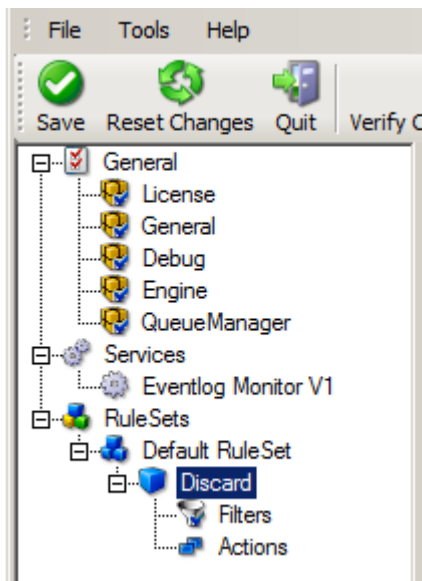 File Tools Help
Save Reset Changes Quit Verify
General
License
General
Debug
Engine
QueueManager
Services
Eventlog Monitor V1
RuleSets
Default RuleSet
Discard
Filters
Actions